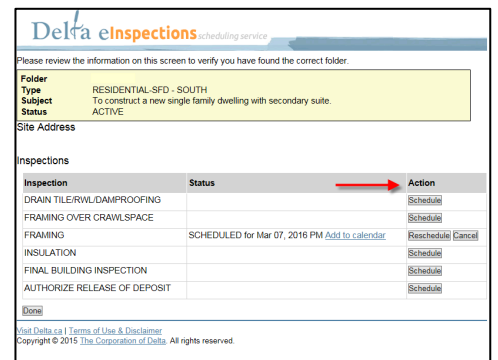 Delta eInspections scheduling service
Please review the information on this screen to verify you have found the correct folder.
Folder
Type RESIDENTIAL-SFD - SOUTH
Subject To construct a new single family dwelling with secondary suite.
Status ACTIVE
Site Address
Inspections
Inspection Status Action
DRAIN TILE/RWL/DAMPROOFING Schedule
FRAMING OVER CRAWLSPACE Schedule
FRAMING SCHEDULED for Mar 07, 2016 PM Add to calendar Reschedule Cancel
INSULATION Schedule
FINAL BUILDING INSPECTION Schedule
AUTHORIZE RELEASE OF DEPOSIT Schedule
Done
Visit Delta.ca | Terms of Use & Disclaimer
Copyright © 2015 The Corporation of Delta. All rights reserved.